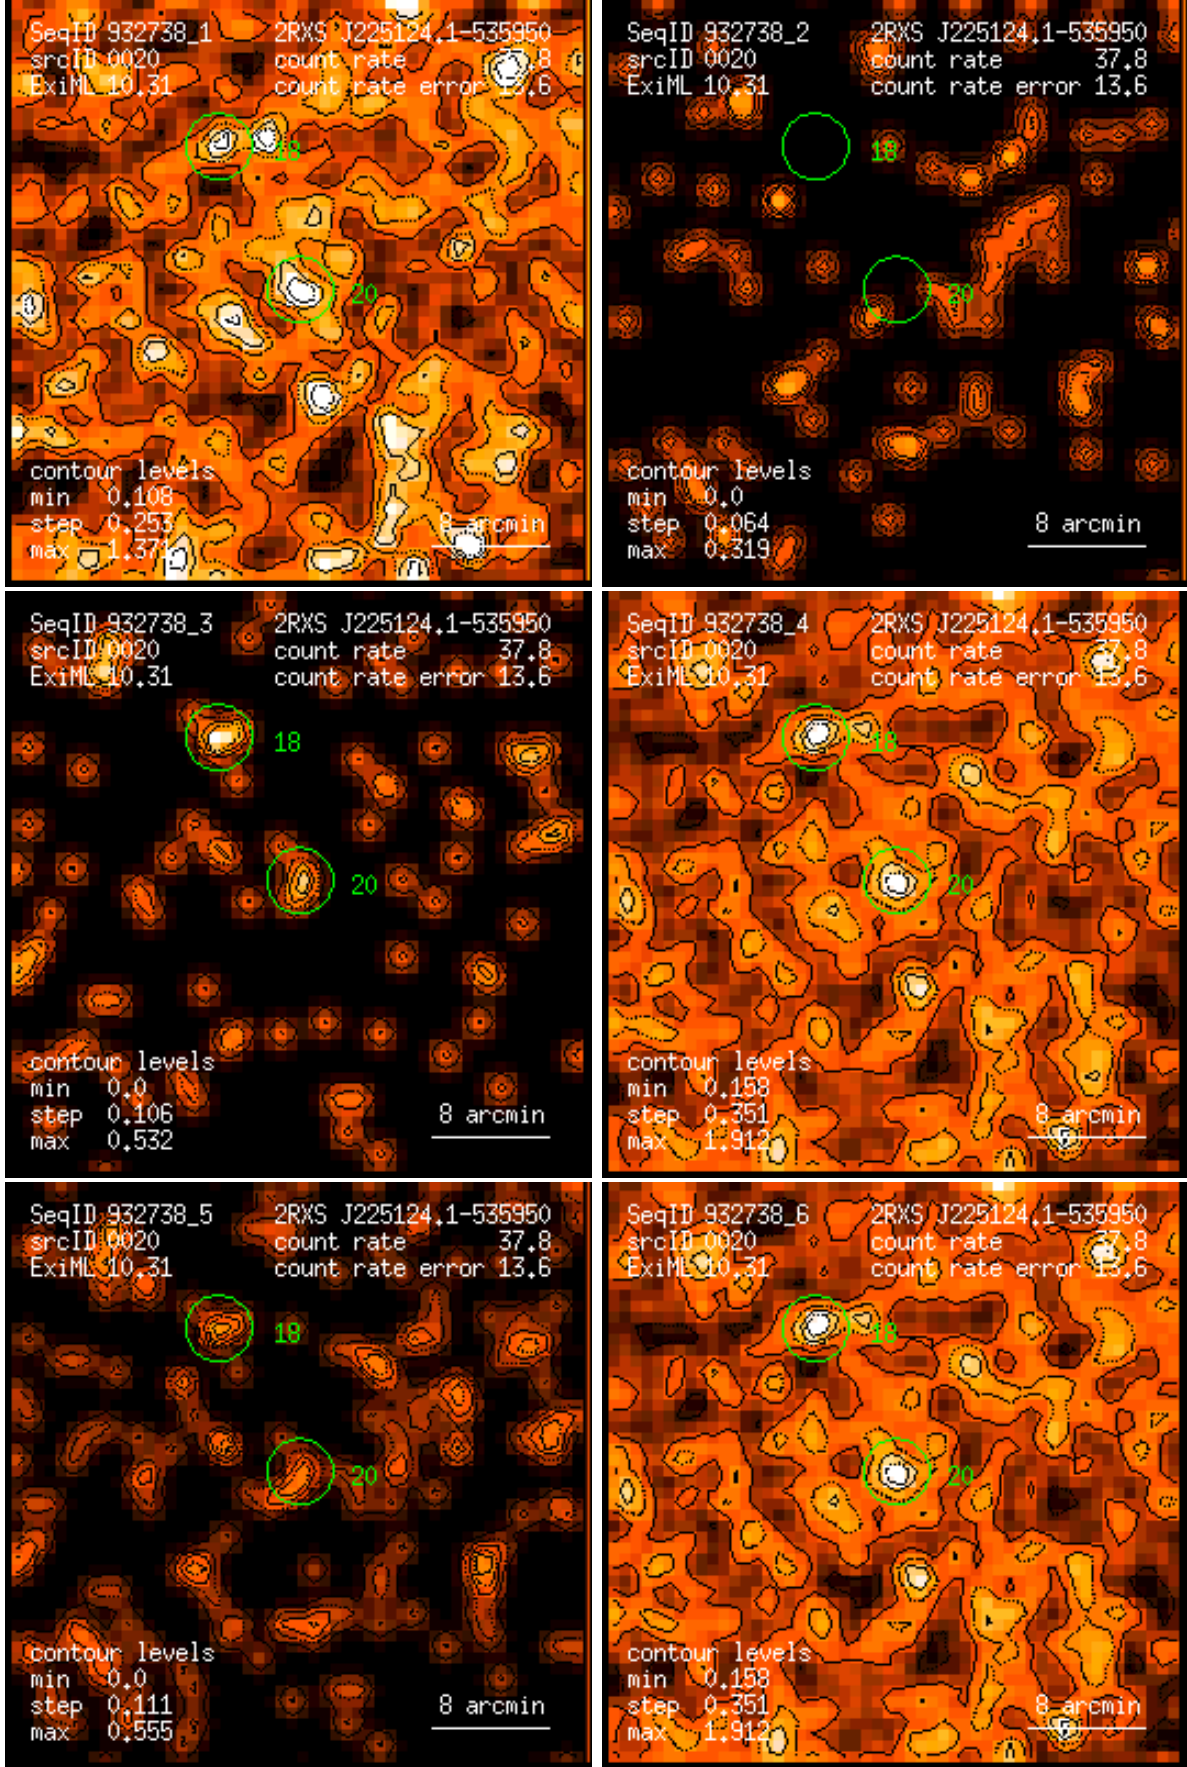 SeqID 932738_1 2RXS J225124.1-535950
srcID 0020 count rate 37.8
ExiML 10.31 count rate error 13.6
18
20
contour levels
min 0.108
step 0.253
max 1.371
8 arcmin
SeqID 932738_2 2RXS J225124.1-535950
srcID 0020 count rate 37.8
ExiML 10.31 count rate error 13.6
18
20
contour levels
min 0.0
step 0.064
max 0.319
8 arcmin
SeqID 932738_3 2RXS J225124.1-535950
srcID 0020 count rate 37.8
ExiML 10.31 count rate error 13.6
18
20
contour levels
min 0.0
step 0.106
max 0.532
8 arcmin
SeqID 932738_4 2RXS J225124.1-535950
srcID 0020 count rate 37.8
ExiML 10.31 count rate error 13.6
18
20
contour levels
min 0.158
step 0.351
max 1.912
8 arcmin
SeqID 932738_5 2RXS J225124.1-535950
srcID 0020 count rate 37.8
ExiML 10.31 count rate error 13.6
18
20
contour levels
min 0.0
step 0.111
max 0.555
8 arcmin
SeqID 932738_6 2RXS J225124.1-535950
srcID 0020 count rate 37.8
ExiML 10.31 count rate error 13.6
18
20
contour levels
min 0.158
step 0.351
max 1.912
8 arcmin